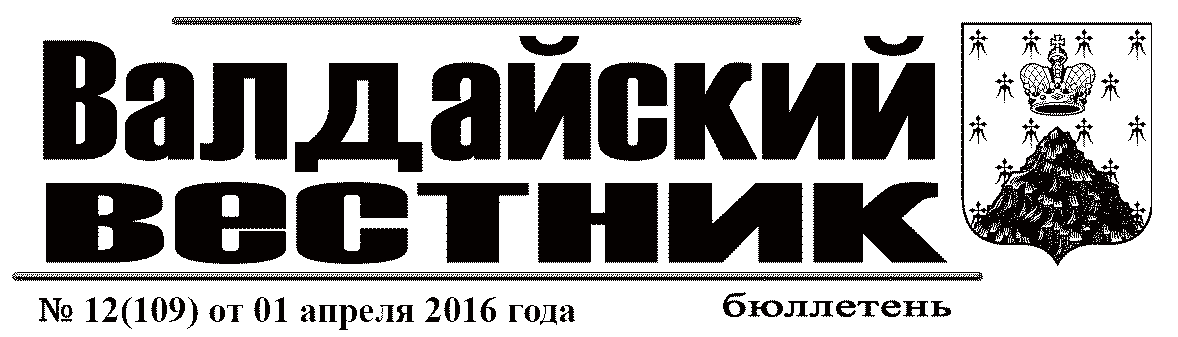 Валдайский
вестник
№ 12(109) от 01 апреля 2016 года
бюллетень